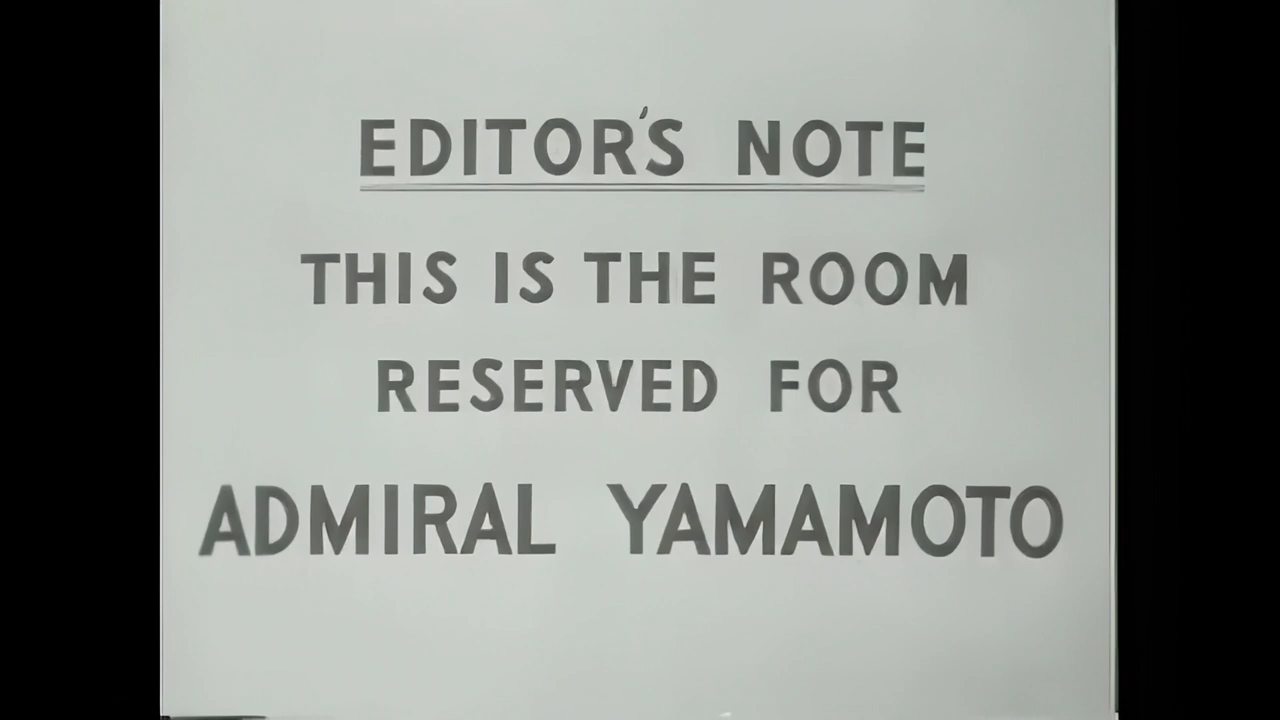 EDITOR'S NOTE
THIS IS THE ROOM
RESERVED FOR
ADMIRAL YAMAMOTO